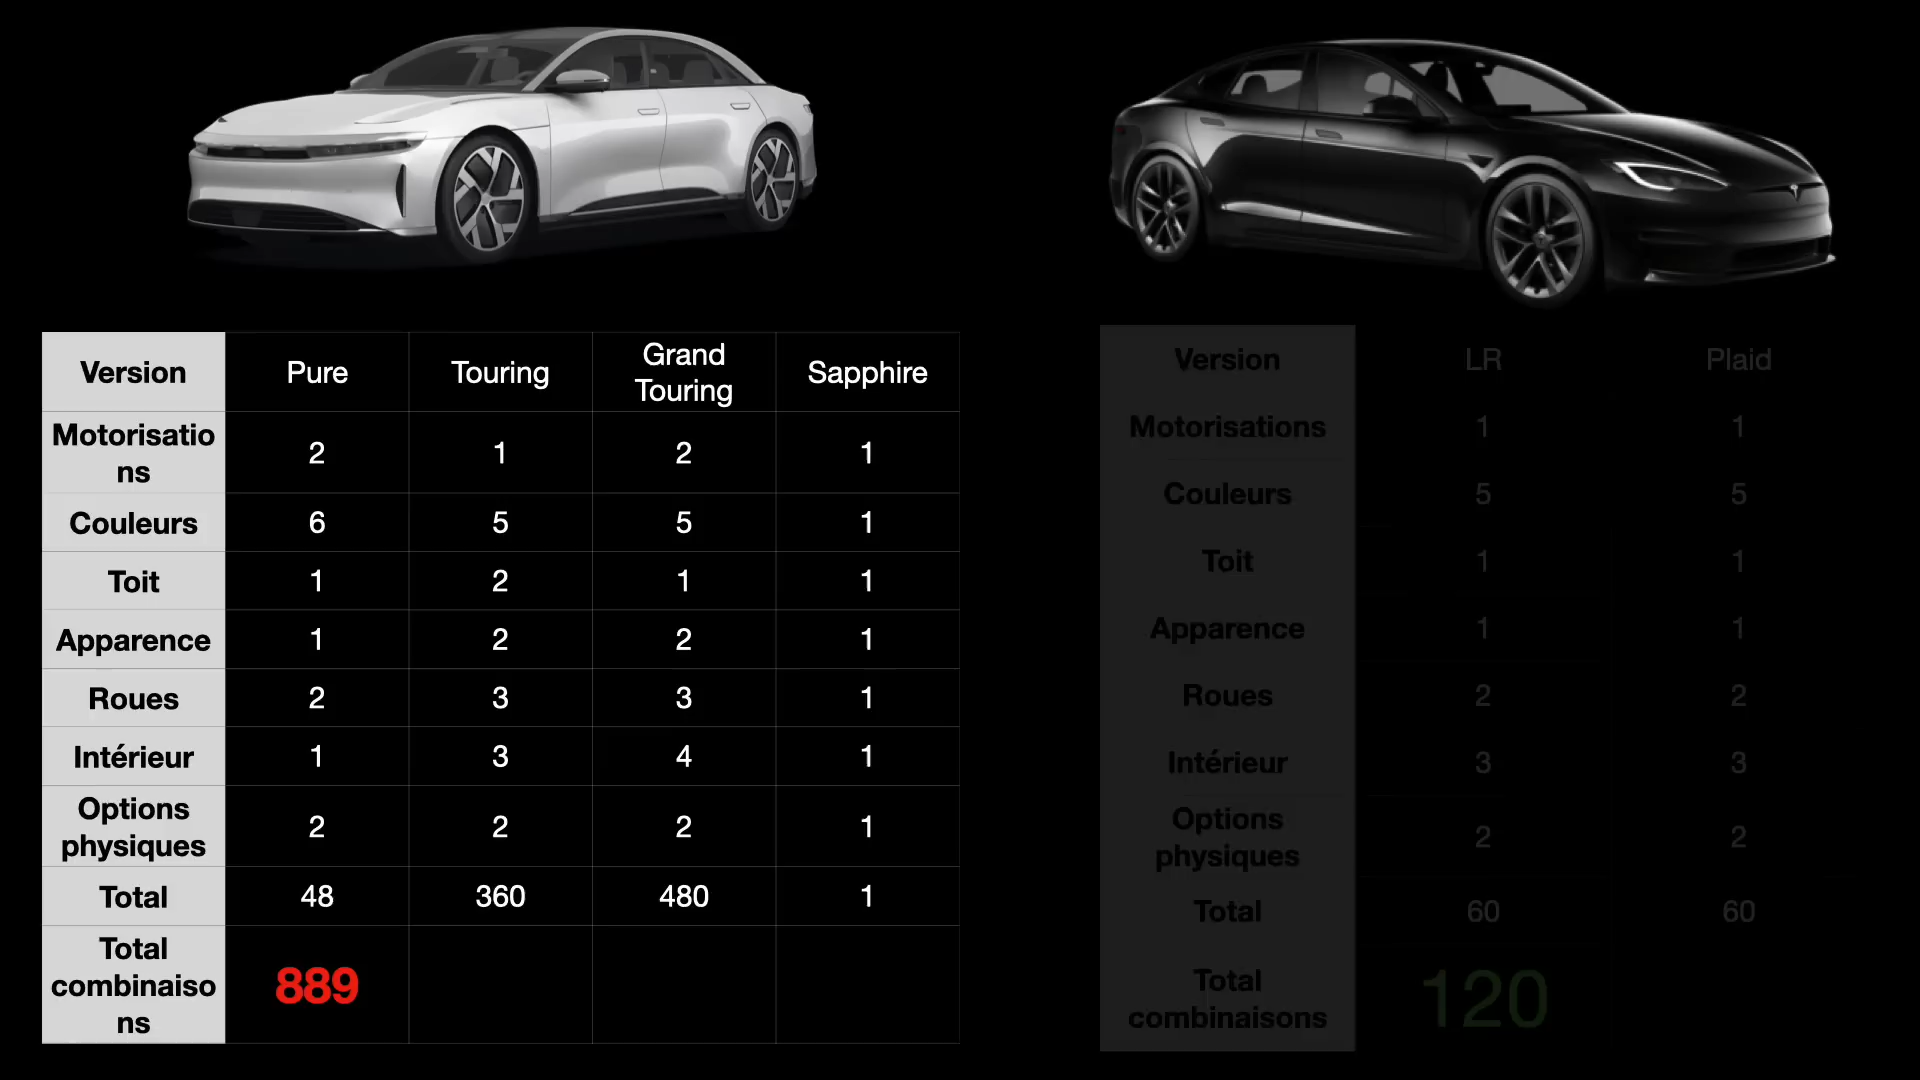 Version Pure Touring Grand Touring Sapphire
Motorisations 2 1 2 1
Couleurs 6 5 5 1
Toit 1 2 1 1
Apparence 1 2 2 1
Roues 2 3 3 1
Intérieur 1 3 4 1
Options physiques 2 2 2 1
Total 48 360 480 1
Total combinaisons 889
Version LR Plaid
Motorisations 1 1
Couleurs 5 5
Toit 1 1
Apparence 1 1
Roues 2 2
Intérieur 3 3
Options physiques 2 2
Total 60 60
Total combinaisons 120